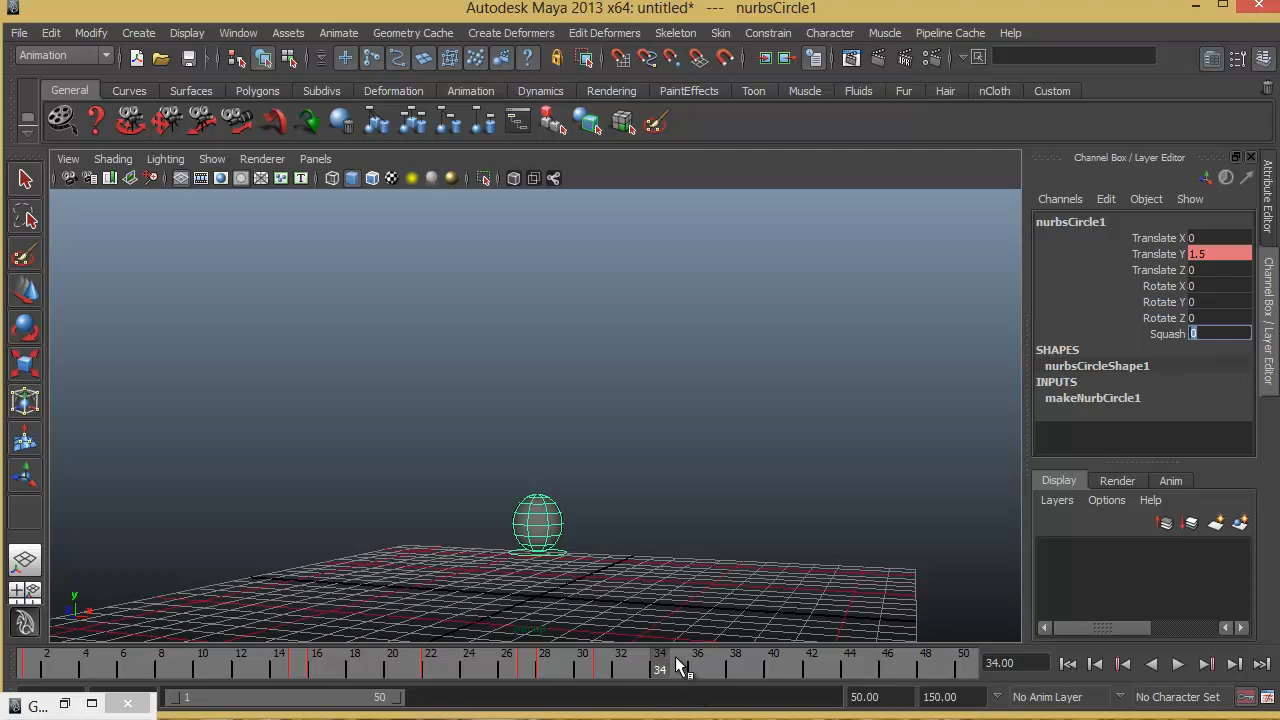 Autodesk Maya 2013 x64: untitled* --- nurbsCircle1
File Edit Modify Create Display Window Assets Animate Geometry Cache Create Deformers Edit Deformers Skeleton Skin Constrain Character Muscle Pipeline Cache Help
Animation
General Curves Surfaces Polygons Subdivs Deformation Animation Dynamics Rendering PaintEffects Toon Muscle Fluids Fur Hair nCloth Custom
View Shading Lighting Show Renderer Panels
Channel Box / Layer Editor
Channels Edit Object Show
nurbsCircle1
Translate X 0
Translate Y 1.5
Translate Z 0
Rotate X 0
Rotate Y 0
Rotate Z 0
Squash 0
SHAPES
nurbsCircleShape1
INPUTS
makeNurbCircle1
Display Render Anim
Layers Options Help
Attribute Editor
Channel Box / Layer Editor
y
x
2 4 6 8 10 12 14 16 18 20 22 24 26 28 30 32 34 36 38 40 42 44 46 48 50
34
34.00
G...
1 50
50.00 150.00 No Anim Layer No Character Set